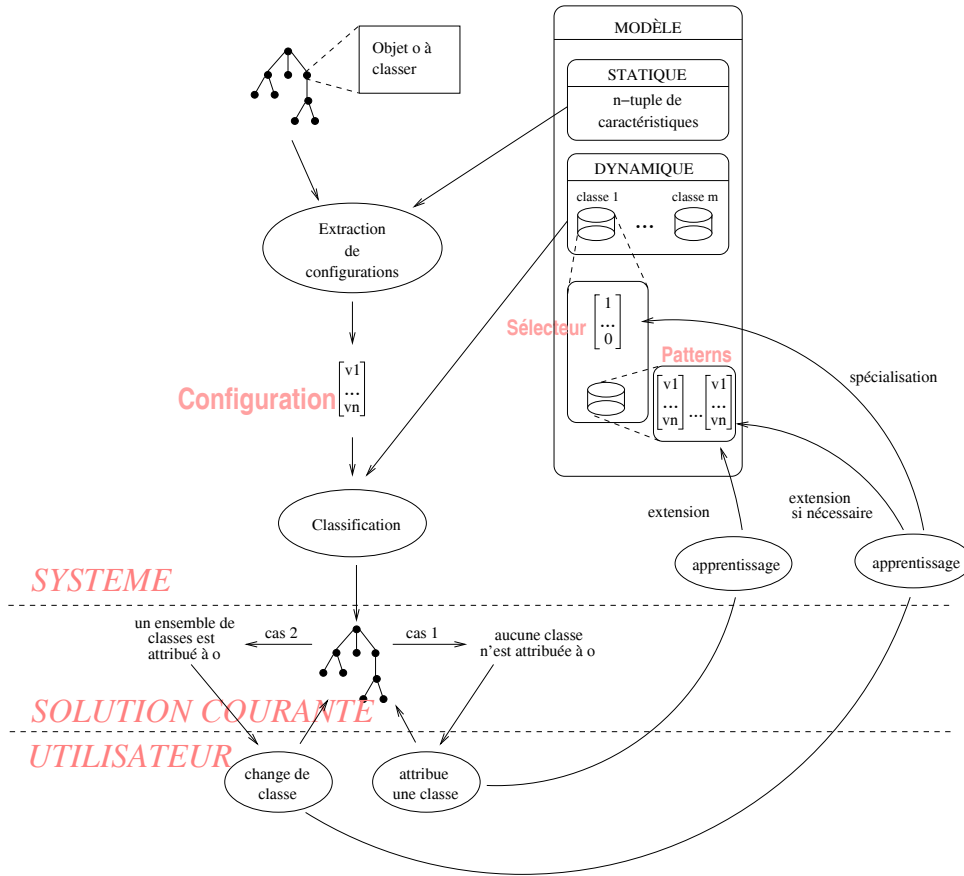 MODÈLE
Objet o à
classer
STATIQUE
n-tuple de
caractéristiques
DYNAMIQUE
classe 1
classe m
...
Extraction
de
configurations
1
...
0
Sélecteur
Patterns
v1
...
vn
...
v1
...
vn
spécialisation
Configuration
v1
...
vn
extension
extension
si nécessaire
Classification
apprentissage
apprentissage
SYSTEME
un ensemble de
classes est
attribué à o
cas 2
cas 1
aucune classe
n'est attribuée à o
SOLUTION COURANTE
UTILISATEUR
change de
classe
attribue
une classe